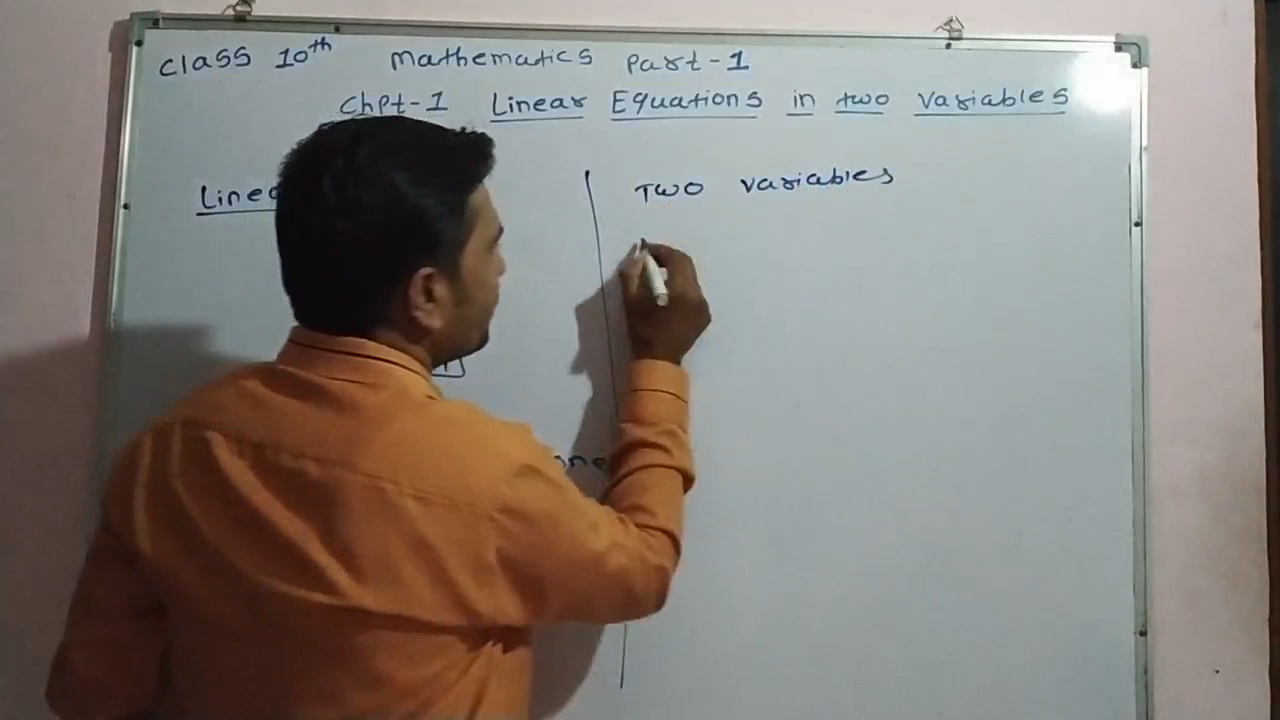 Class 10th Mathematics Part-1
Chpt-1 Linear Equations in two variables
Two variables